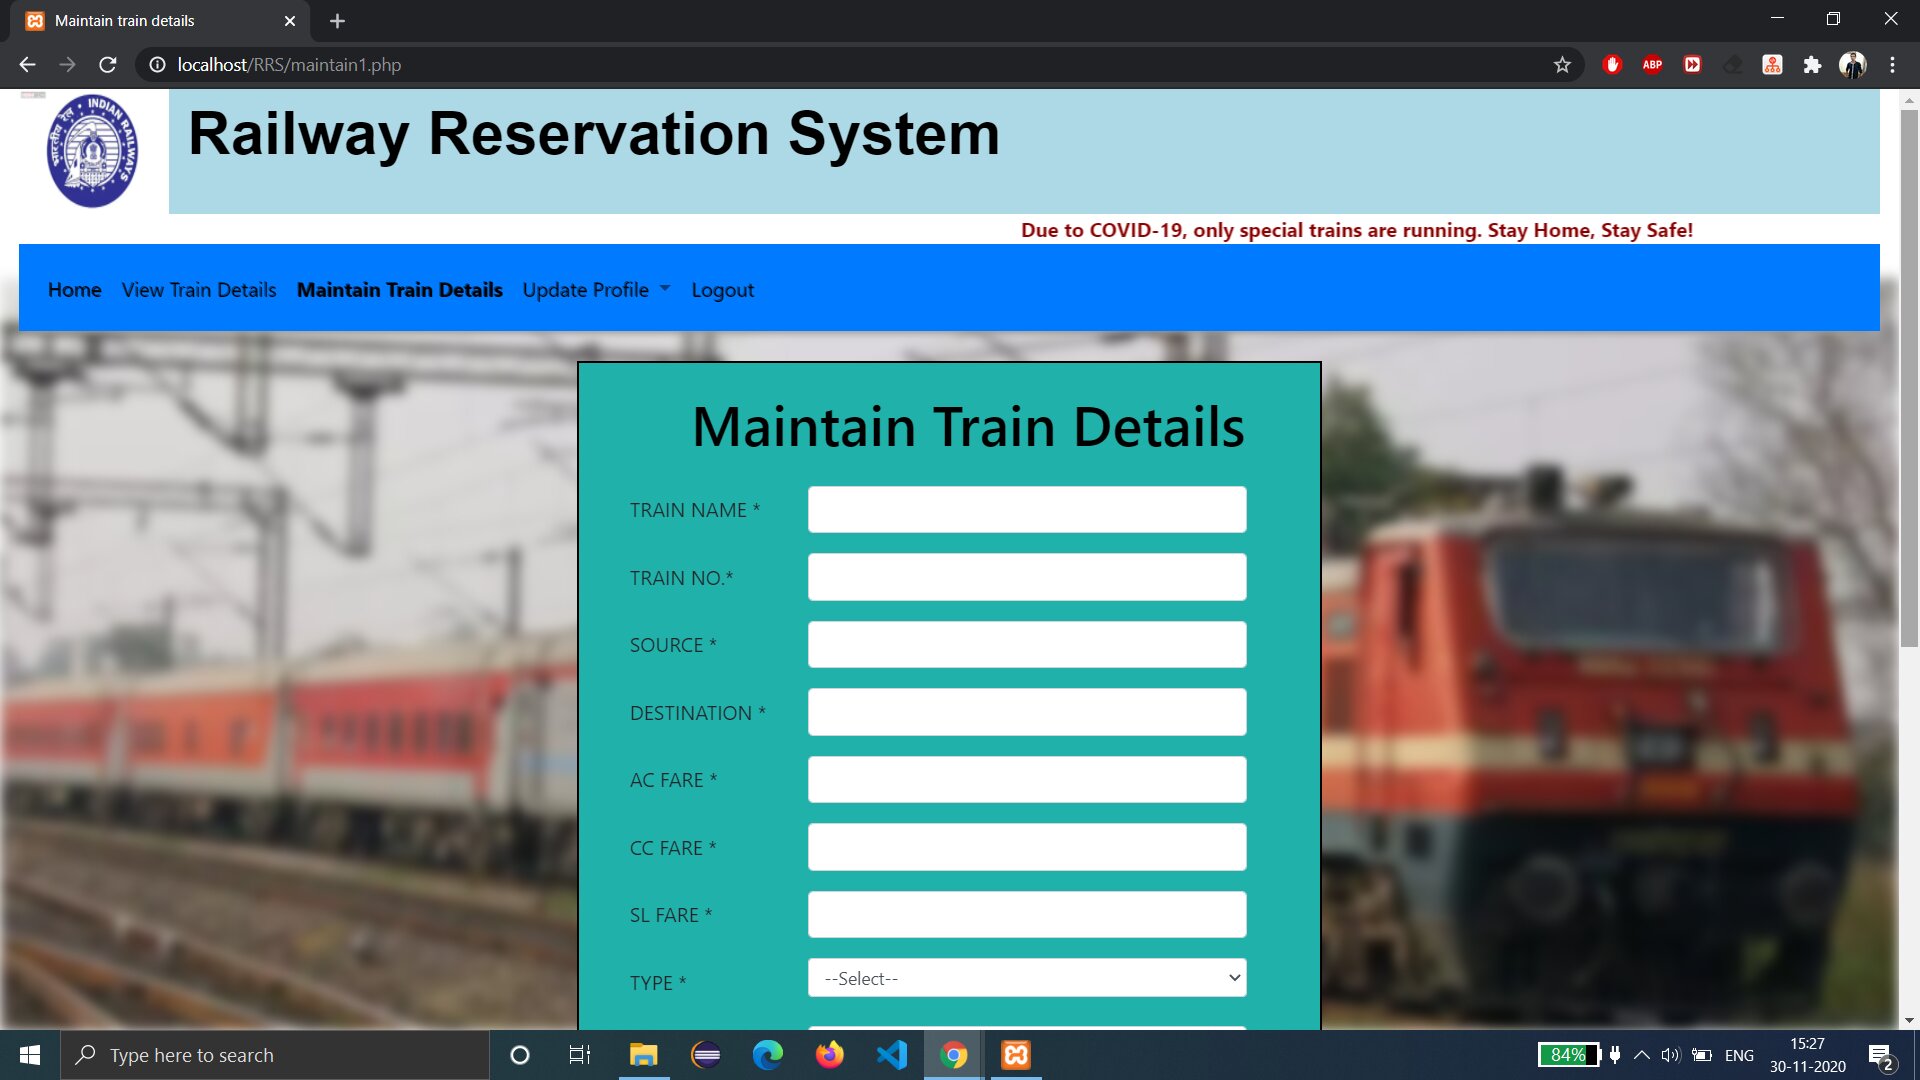 Maintain train details
localhost/RRS/maintain1.php
ABP
INDIAN RAILWAYS
भारतीय रेल
Railway Reservation System
Due to COVID-19, only special trains are running. Stay Home, Stay Safe!
Home View Train Details Maintain Train Details Update Profile Logout
Maintain Train Details
TRAIN NAME *
TRAIN NO.*
SOURCE *
DESTINATION *
AC FARE *
CC FARE *
SL FARE *
TYPE * --Select--
Type here to search
84% ENG 15:27
30-11-2020
2